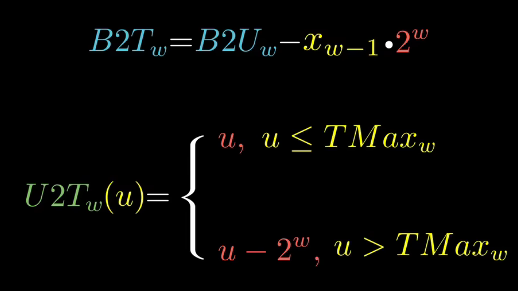 B2T_w=B2U_w−x_{w−1}•2^w
u, u ≤ TMax_w
U2T_w(u)={
u − 2^w, u > TMax_w